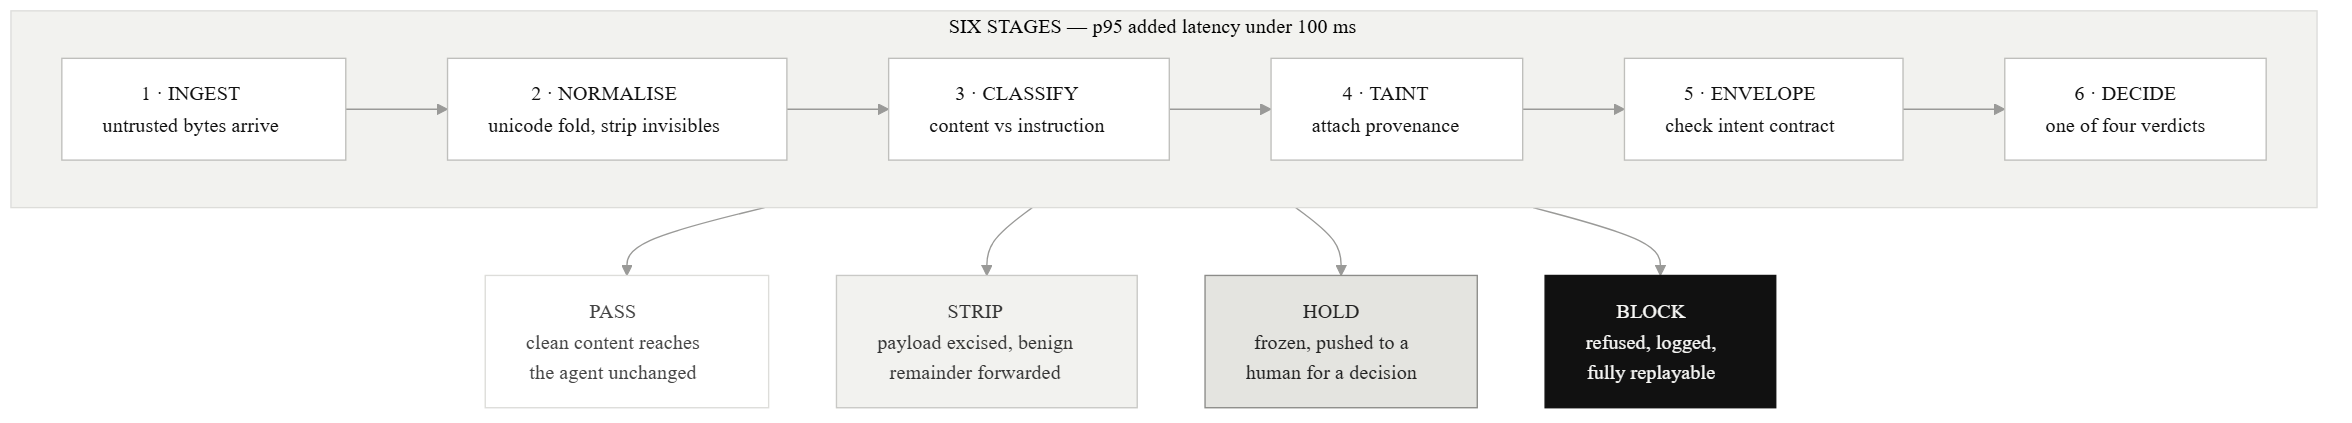 SIX STAGES — p95 added latency under 100 ms
1 · INGEST
untrusted bytes arrive
2 · NORMALISE
unicode fold, strip invisibles
3 · CLASSIFY
content vs instruction
4 · TAINT
attach provenance
5 · ENVELOPE
check intent contract
6 · DECIDE
one of four verdicts
PASS
clean content reaches
the agent unchanged
STRIP
payload excised, benign
remainder forwarded
HOLD
frozen, pushed to a
human for a decision
BLOCK
refused, logged,
fully replayable